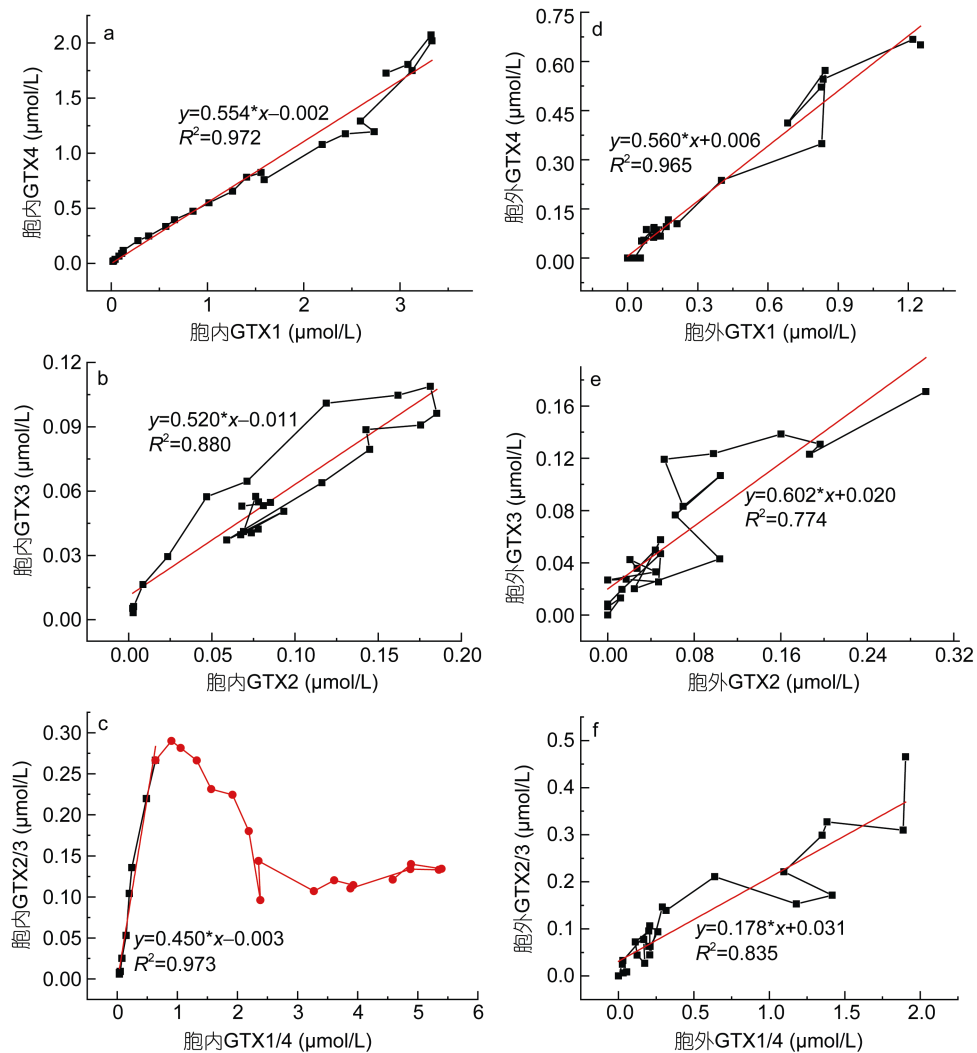 a
2.0
1.5
1.0
0.5
0.0
胞内GTX4 (μmol/L)
y=0.554*x–0.002
R²=0.972
0
1
2
3
胞内GTX1 (μmol/L)
d
0.75
0.60
0.45
0.30
0.15
0.00
胞外GTX4 (μmol/L)
y=0.560*x+0.006
R²=0.965
0.0
0.3
0.6
0.9
1.2
胞外GTX1 (μmol/L)
b
0.12
0.09
0.06
0.03
0.00
胞内GTX3 (μmol/L)
y=0.520*x–0.011
R²=0.880
0.00
0.05
0.10
0.15
0.20
胞内GTX2 (μmol/L)
e
0.16
0.12
0.08
0.04
0.00
胞外GTX3 (μmol/L)
y=0.602*x+0.020
R²=0.774
0.00
0.08
0.16
0.24
0.32
胞外GTX2 (μmol/L)
c
0.30
0.25
0.20
0.15
0.10
0.05
0.00
胞内GTX2/3 (μmol/L)
y=0.450*x–0.003
R²=0.973
0
1
2
3
4
5
6
胞内GTX1/4 (μmol/L)
f
0.5
0.4
0.3
0.2
0.1
0.0
胞外GTX2/3 (μmol/L)
y=0.178*x+0.031
R²=0.835
0.0
0.5
1.0
1.5
2.0
胞外GTX1/4 (μmol/L)